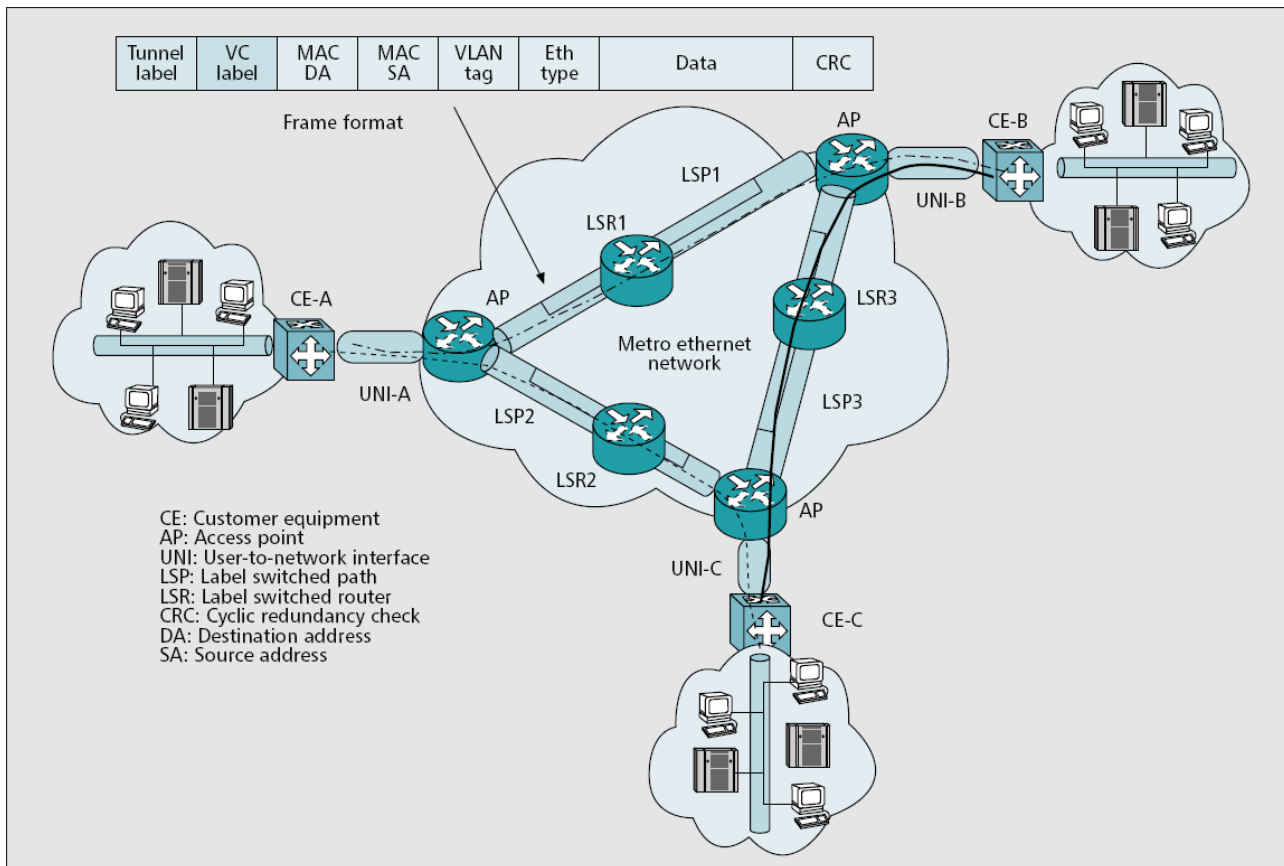 Tunnel label
VC label
MAC DA
MAC SA
VLAN tag
Eth type
Data
CRC
Frame format
AP
CE-B
LSP1
UNI-B
LSR1
CE-A
AP
LSR3
Metro ethernet
network
UNI-A
LSP2
LSP3
LSR2
AP
CE: Customer equipment
AP: Access point
UNI: User-to-network interface
LSP: Label switched path
LSR: Label switched router
CRC: Cyclic redundancy check
DA: Destination address
SA: Source address
UNI-C
CE-C